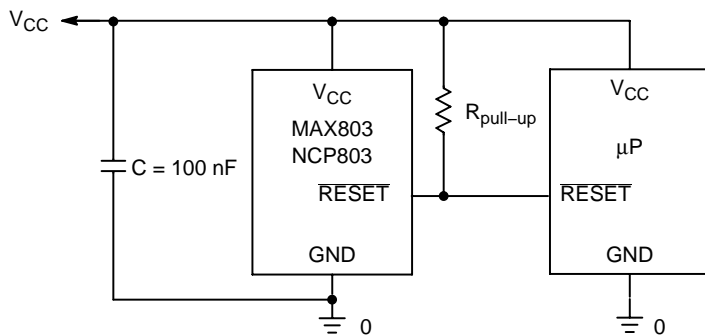 VCC
VCC
MAX803
NCP803
RESET
GND
C = 100 nF
Rpull–up
VCC
μP
RESET
GND
0
0